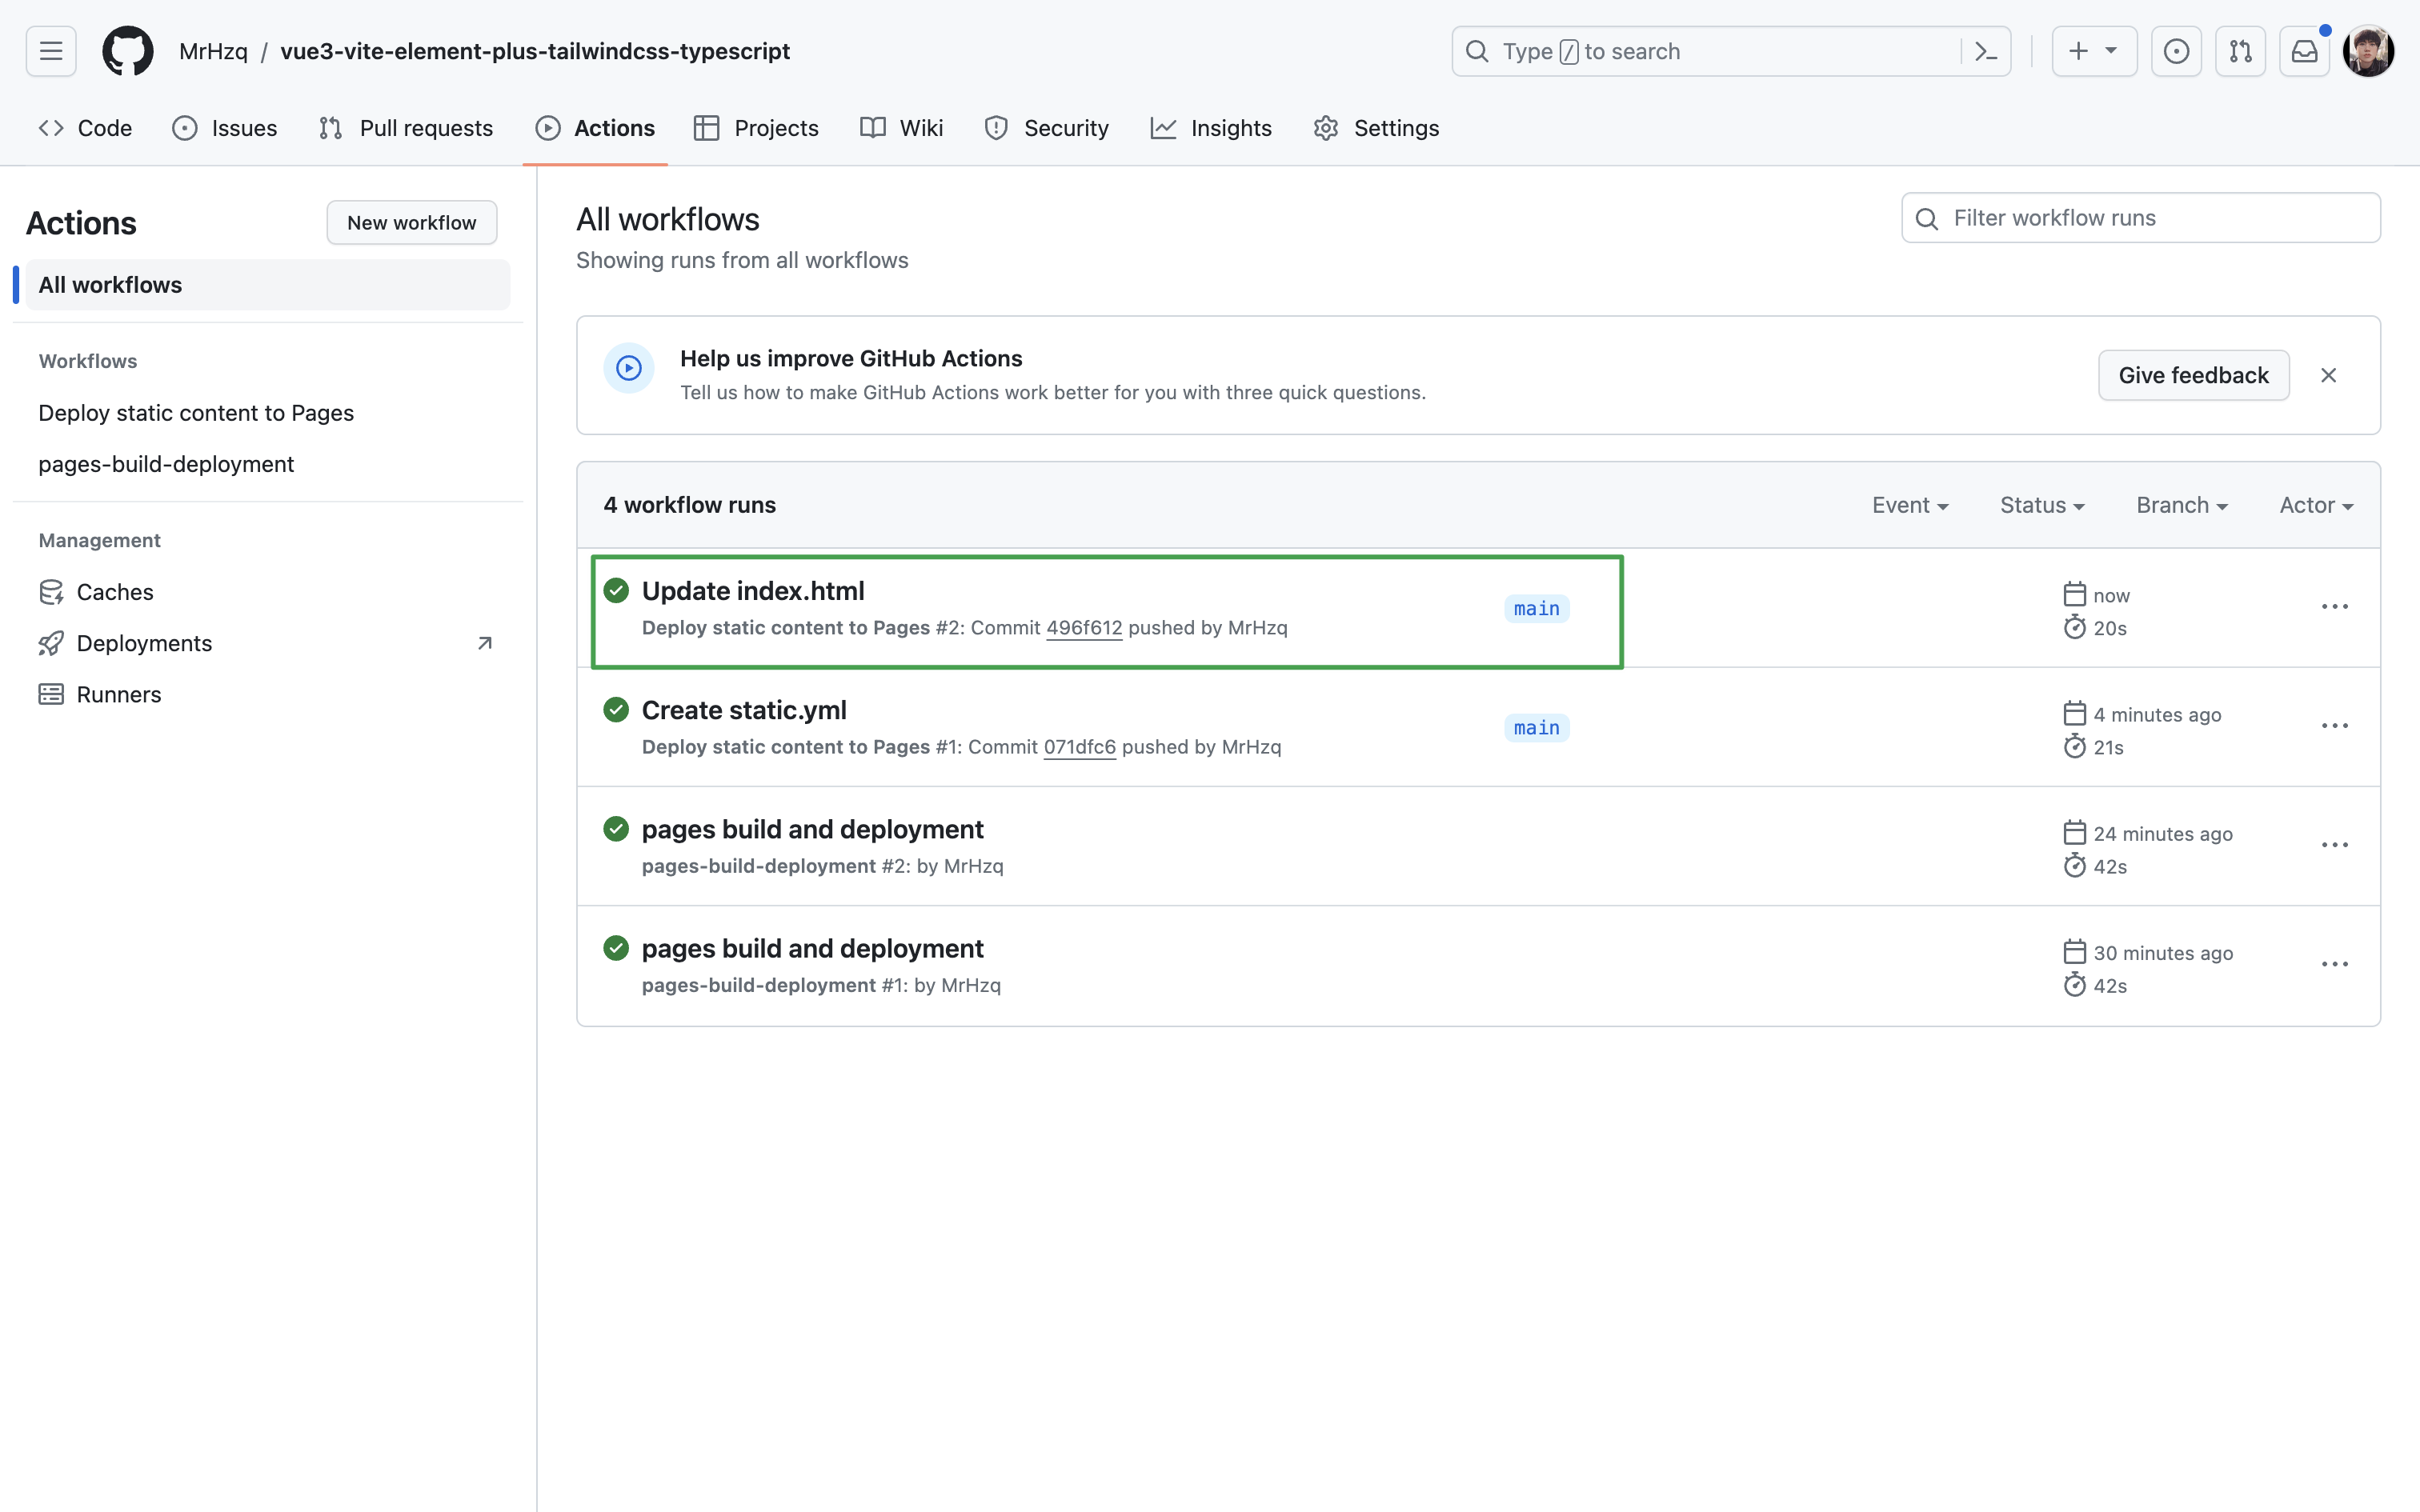 MrHzq / vue3-vite-element-plus-tailwindcss-typescript
Type / to search
Code Issues Pull requests Actions Projects Wiki Security Insights Settings
Actions
New workflow
All workflows
Workflows
Deploy static content to Pages
pages-build-deployment
Management
Caches
Deployments
Runners
All workflows
Showing runs from all workflows
Filter workflow runs
Help us improve GitHub Actions
Tell us how to make GitHub Actions work better for you with three quick questions.
Give feedback
4 workflow runs
Event Status Branch Actor
Update index.html
Deploy static content to Pages #2: Commit 496f612 pushed by MrHzq
main
now
20s
Create static.yml
Deploy static content to Pages #1: Commit 071dfc6 pushed by MrHzq
main
4 minutes ago
21s
pages build and deployment
pages-build-deployment #2: by MrHzq
24 minutes ago
42s
pages build and deployment
pages-build-deployment #1: by MrHzq
30 minutes ago
42s